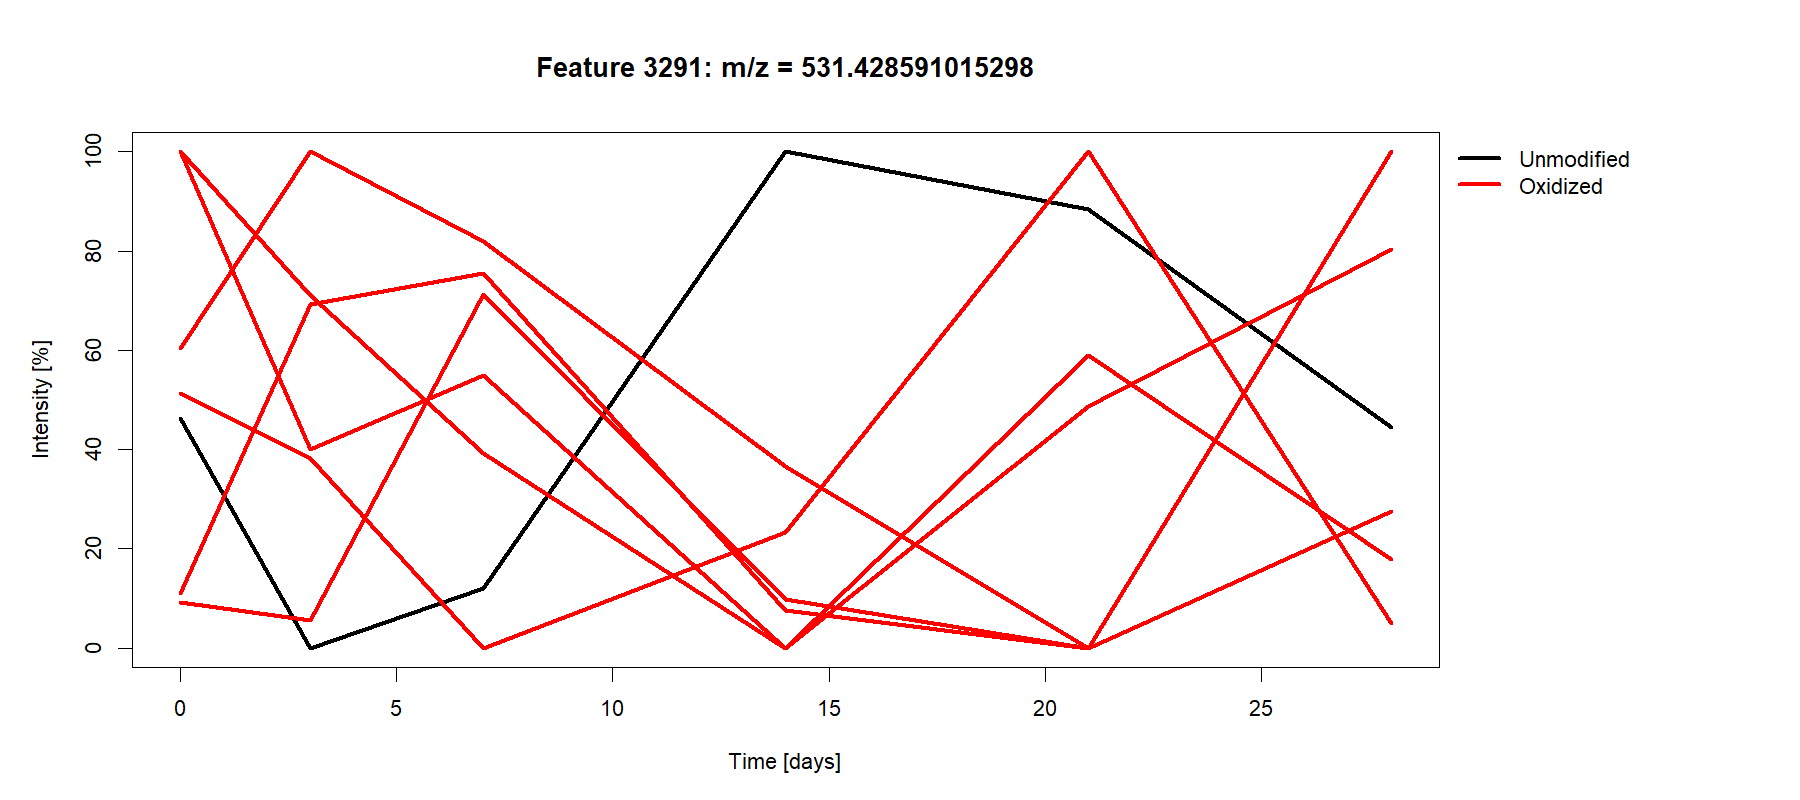 Feature 3291: m/z = 531.428591015298
Unmodified
Oxidized
Intensity [%]
100
80
60
40
20
0
0 5 10 15 20 25
Time [days]